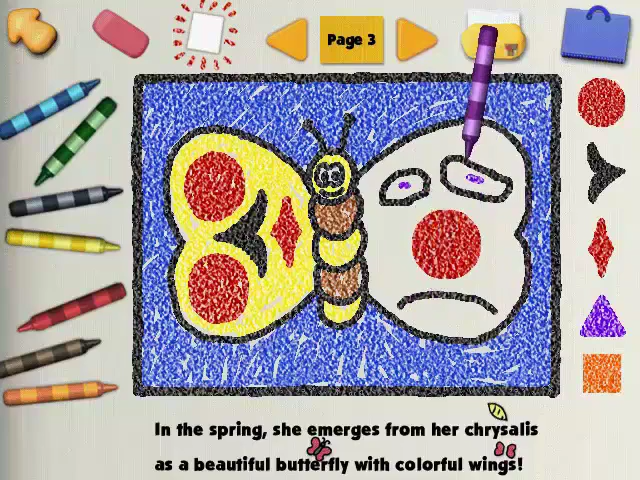 Page 3
In the spring, she emerges from her chrysalis
as a beautiful butterfly with colorful wings!